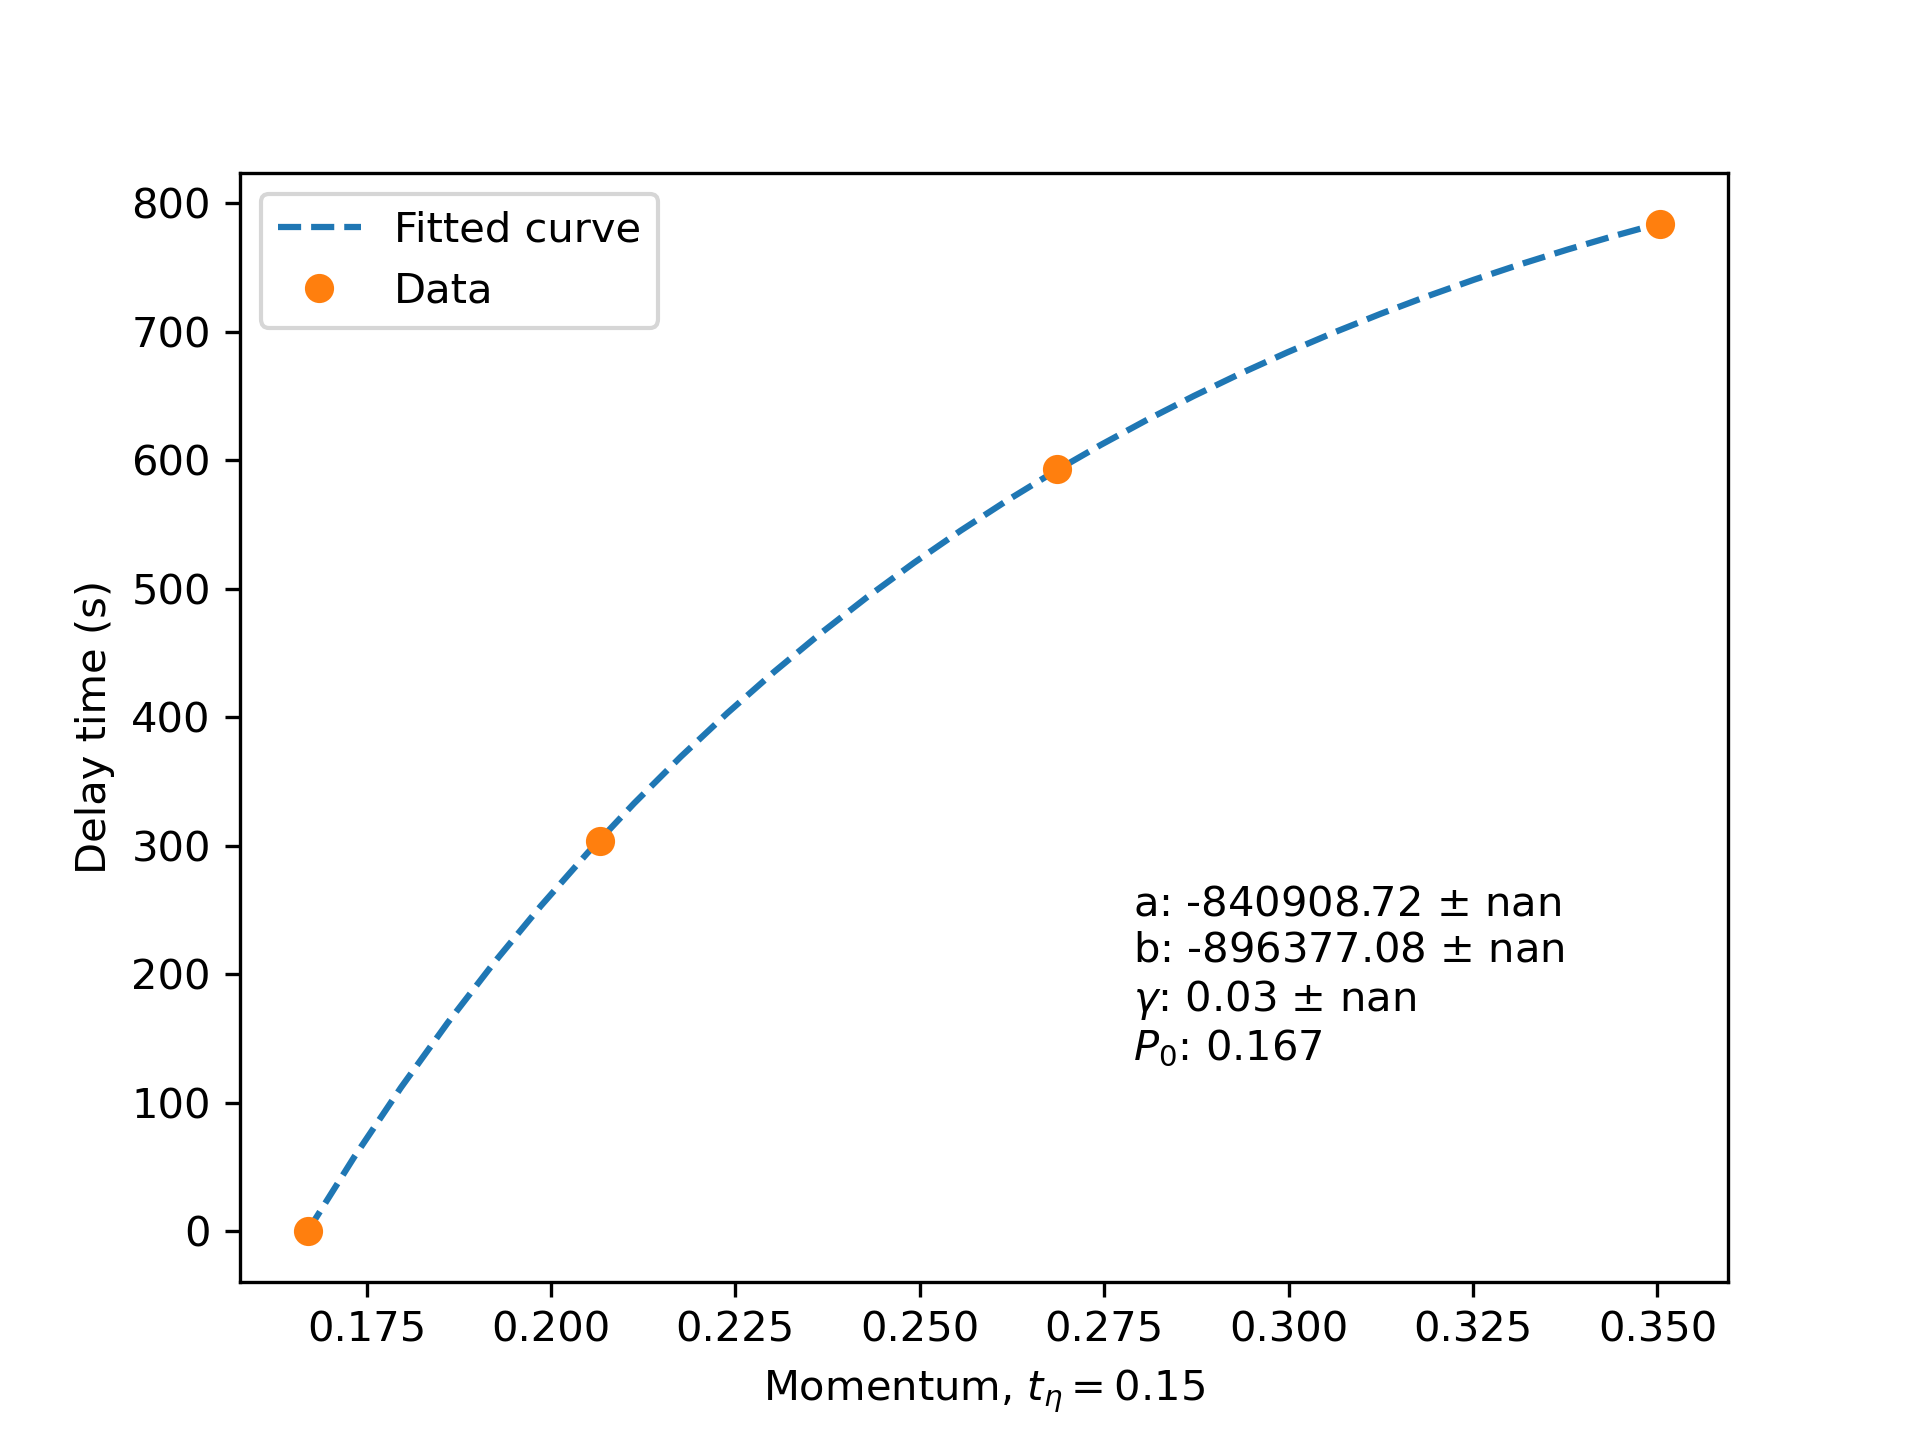 Fitted curve
Data
800
700
600
500
400
300
200
100
0
Delay time (s)
a: -840908.72 ± nan
b: -896377.08 ± nan
γ: 0.03 ± nan
P₀: 0.167
0.175 0.200 0.225 0.250 0.275 0.300 0.325 0.350
Momentum, tη = 0.15